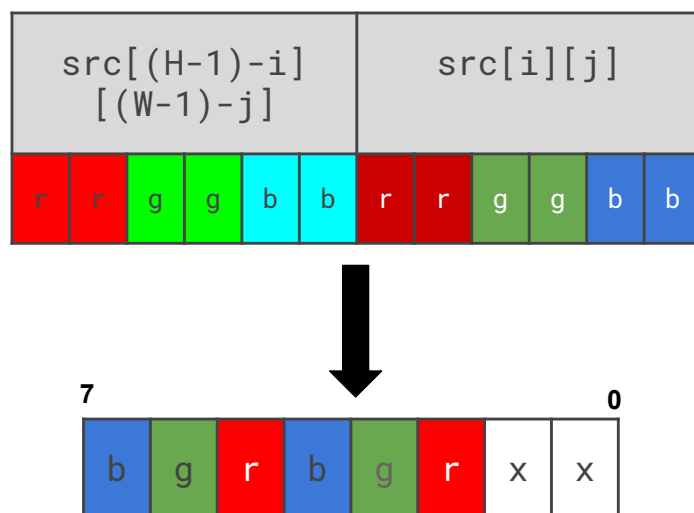 src[(H-1)-i] src[i][j]
[(W-1)-j]
r r g g b b r r g g b b
7 0
b g r b g r x x